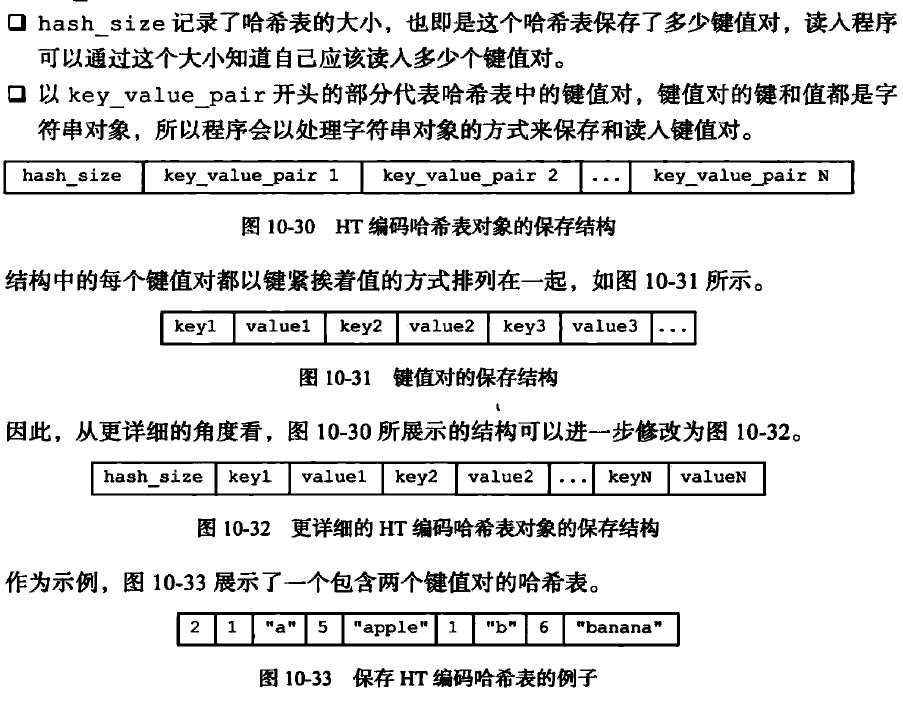 ❑ hash_size 记录了哈希表的大小，也即是这个哈希表保存了多少键值对，读入程序
可以通过这个大小知道自己应该读入多少个键值对。
❑ 以 key_value_pair 开头的部分代表哈希表中的键值对，键值对的键和值都是字
符串对象，所以程序会以处理字符串对象的方式来保存和读入键值对。
hash_size key_value_pair 1 key_value_pair 2 ... key_value_pair N
图 10-30 HT 编码哈希表对象的保存结构
结构中的每个键值对都以键紧挨着值的方式排列在一起，如图 10-31 所示。
key1 value1 key2 value2 key3 value3 ...
图 10-31 键值对的保存结构
因此，从更详细的角度看，图 10-30 所展示的结构可以进一步修改为图 10-32。
hash_size key1 value1 key2 value2 ... keyN valueN
图 10-32 更详细的 HT 编码哈希表对象的保存结构
作为示例，图 10-33 展示了一个包含两个键值对的哈希表。
2 1 "a" 5 "apple" 1 "b" 6 "banana"
图 10-33 保存 HT 编码哈希表的例子